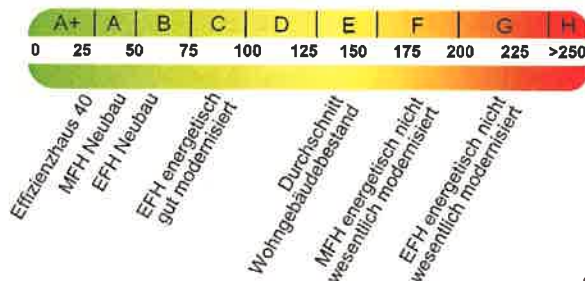 A+ A B C D E F G H
0 25 50 75 100 125 150 175 200 225 >250
Effizienzhaus 40
MFH Neubau
EFH Neubau
EFH energetisch
gut modernisiert
Durchschnitt
Wohngebäudebestand
MFH energetisch nicht
wesentlich modernisiert
EFH energetisch nicht
wesentlich modernisiert